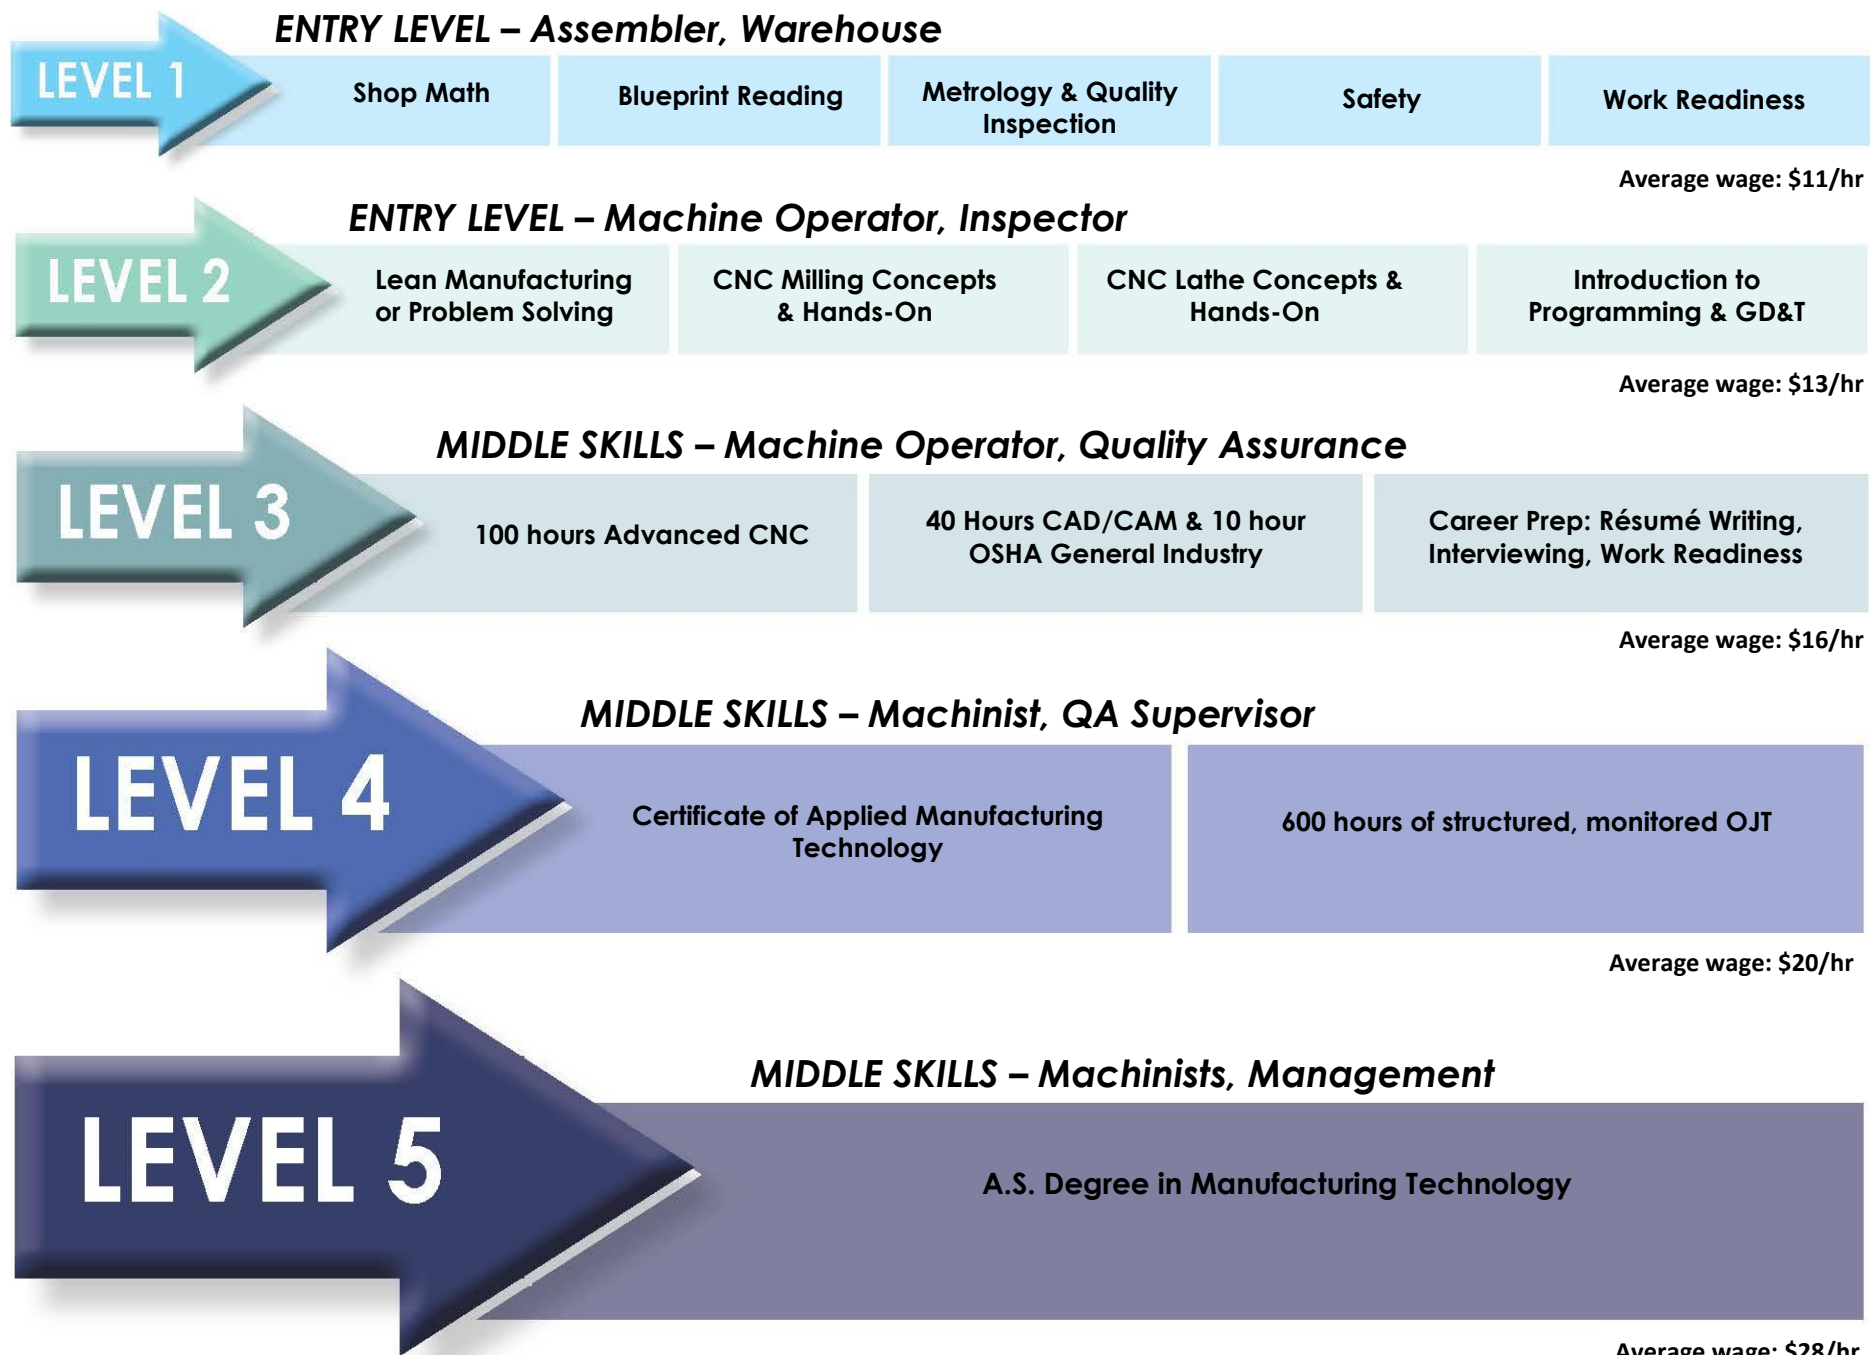 ENTRY LEVEL – Assembler, Warehouse
LEVEL 1
Shop Math
Blueprint Reading
Metrology & Quality
Inspection
Safety
Work Readiness
Average wage: $11/hr
ENTRY LEVEL – Machine Operator, Inspector
LEVEL 2
Lean Manufacturing
or Problem Solving
CNC Milling Concepts
& Hands-On
CNC Lathe Concepts &
Hands-On
Introduction to
Programming & GD&T
Average wage: $13/hr
MIDDLE SKILLS – Machine Operator, Quality Assurance
LEVEL 3
100 hours Advanced CNC
40 Hours CAD/CAM & 10 hour
OSHA General Industry
Career Prep: Résumé Writing,
Interviewing, Work Readiness
Average wage: $16/hr
MIDDLE SKILLS – Machinist, QA Supervisor
LEVEL 4
Certificate of Applied Manufacturing
Technology
600 hours of structured, monitored OJT
Average wage: $20/hr
MIDDLE SKILLS – Machinists, Management
LEVEL 5
A.S. Degree in Manufacturing Technology
Average wage: $28/hr